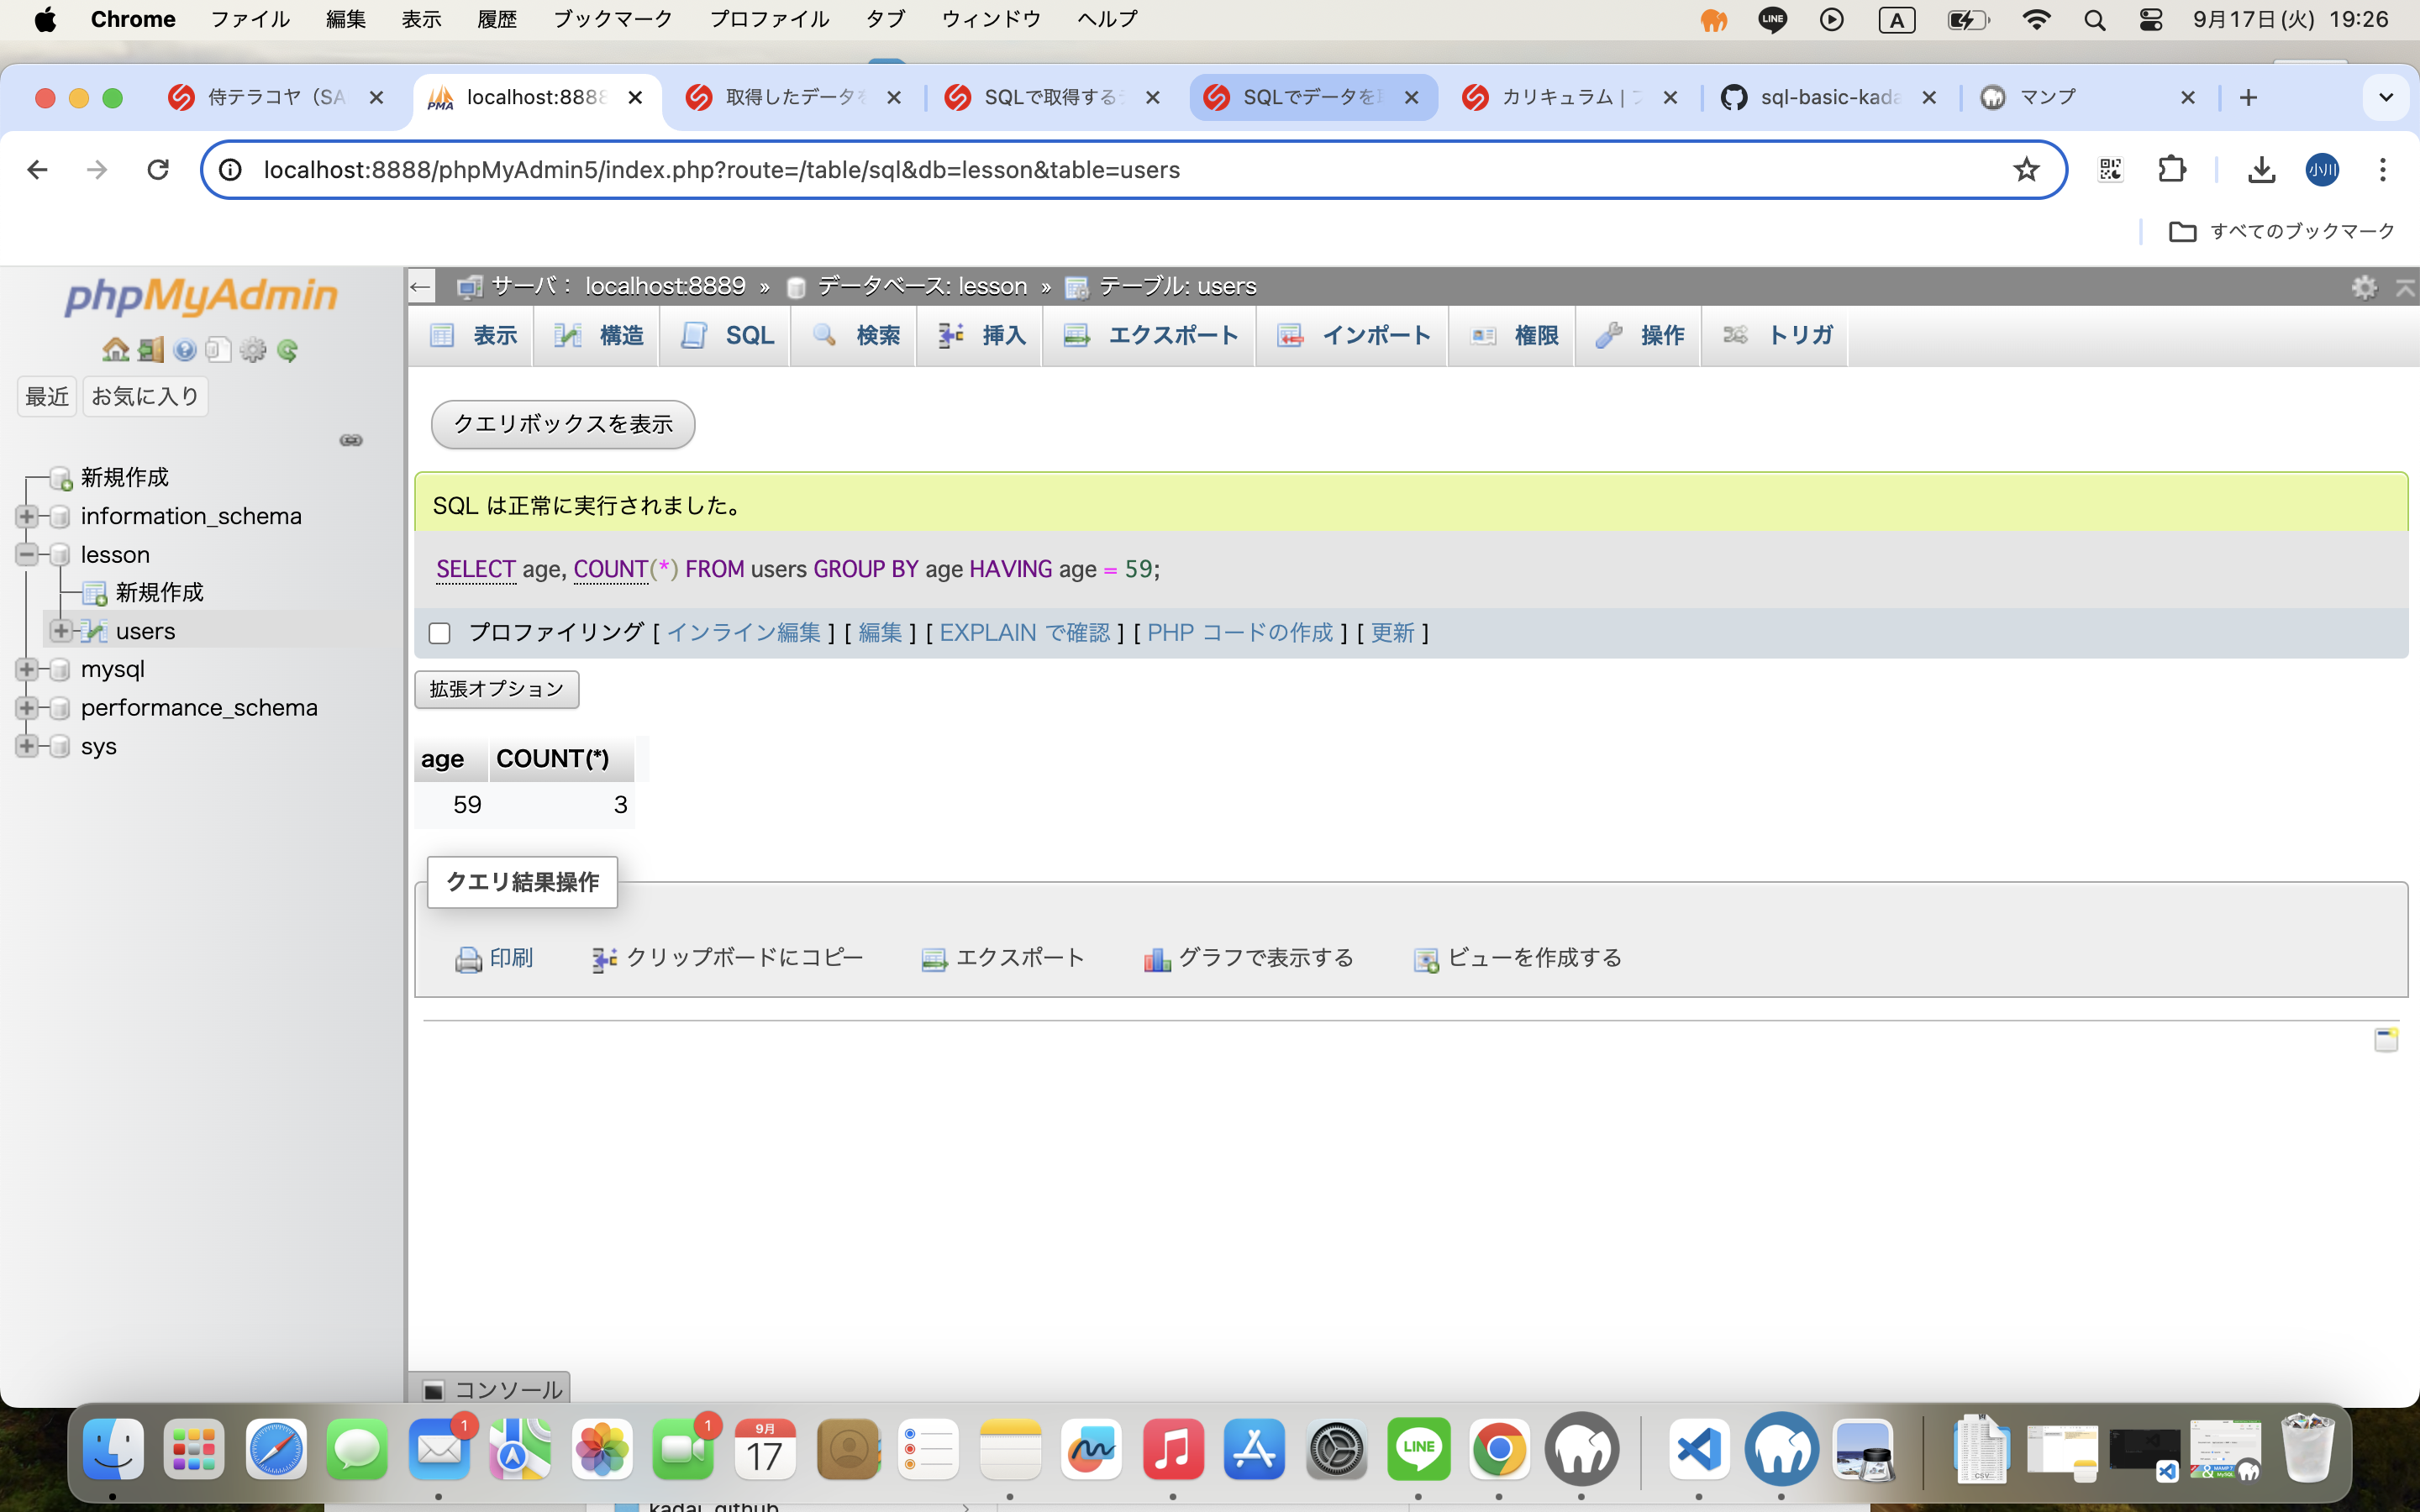 Chrome ファイル 編集 表示 履歴 ブックマーク プロファイル タブ ウィンドウ ヘルプ LINE A 9月17日(火) 19:26
侍テラコヤ（SA PMA localhost:8888 取得したデータを SQLで取得する SQLでデータを カリキュラム | sql-basic-kada マンプ
localhost:8888/phpMyAdmin5/index.php?route=/table/sql&db=lesson&table=users 小川
すべてのブックマーク
phpMyAdmin
最近 お気に入り
新規作成
information_schema
lesson
新規作成
users
mysql
performance_schema
sys
サーバ： localhost:8889 » データベース: lesson » テーブル: users
表示 構造 SQL 検索 挿入 エクスポート インポート 権限 操作 トリガ
クエリボックスを表示
SQL は正常に実行されました。
SELECT age, COUNT(*) FROM users GROUP BY age HAVING age = 59;
プロファイリング [ インライン編集 ] [ 編集 ] [ EXPLAIN で確認 ] [ PHP コードの作成 ] [ 更新 ]
拡張オプション
age COUNT(*)
59 3
クエリ結果操作
印刷 クリップボードにコピー エクスポート グラフで表示する ビューを作成する
コンソール
1 1 9月 17 LINE CSV
kadai_github